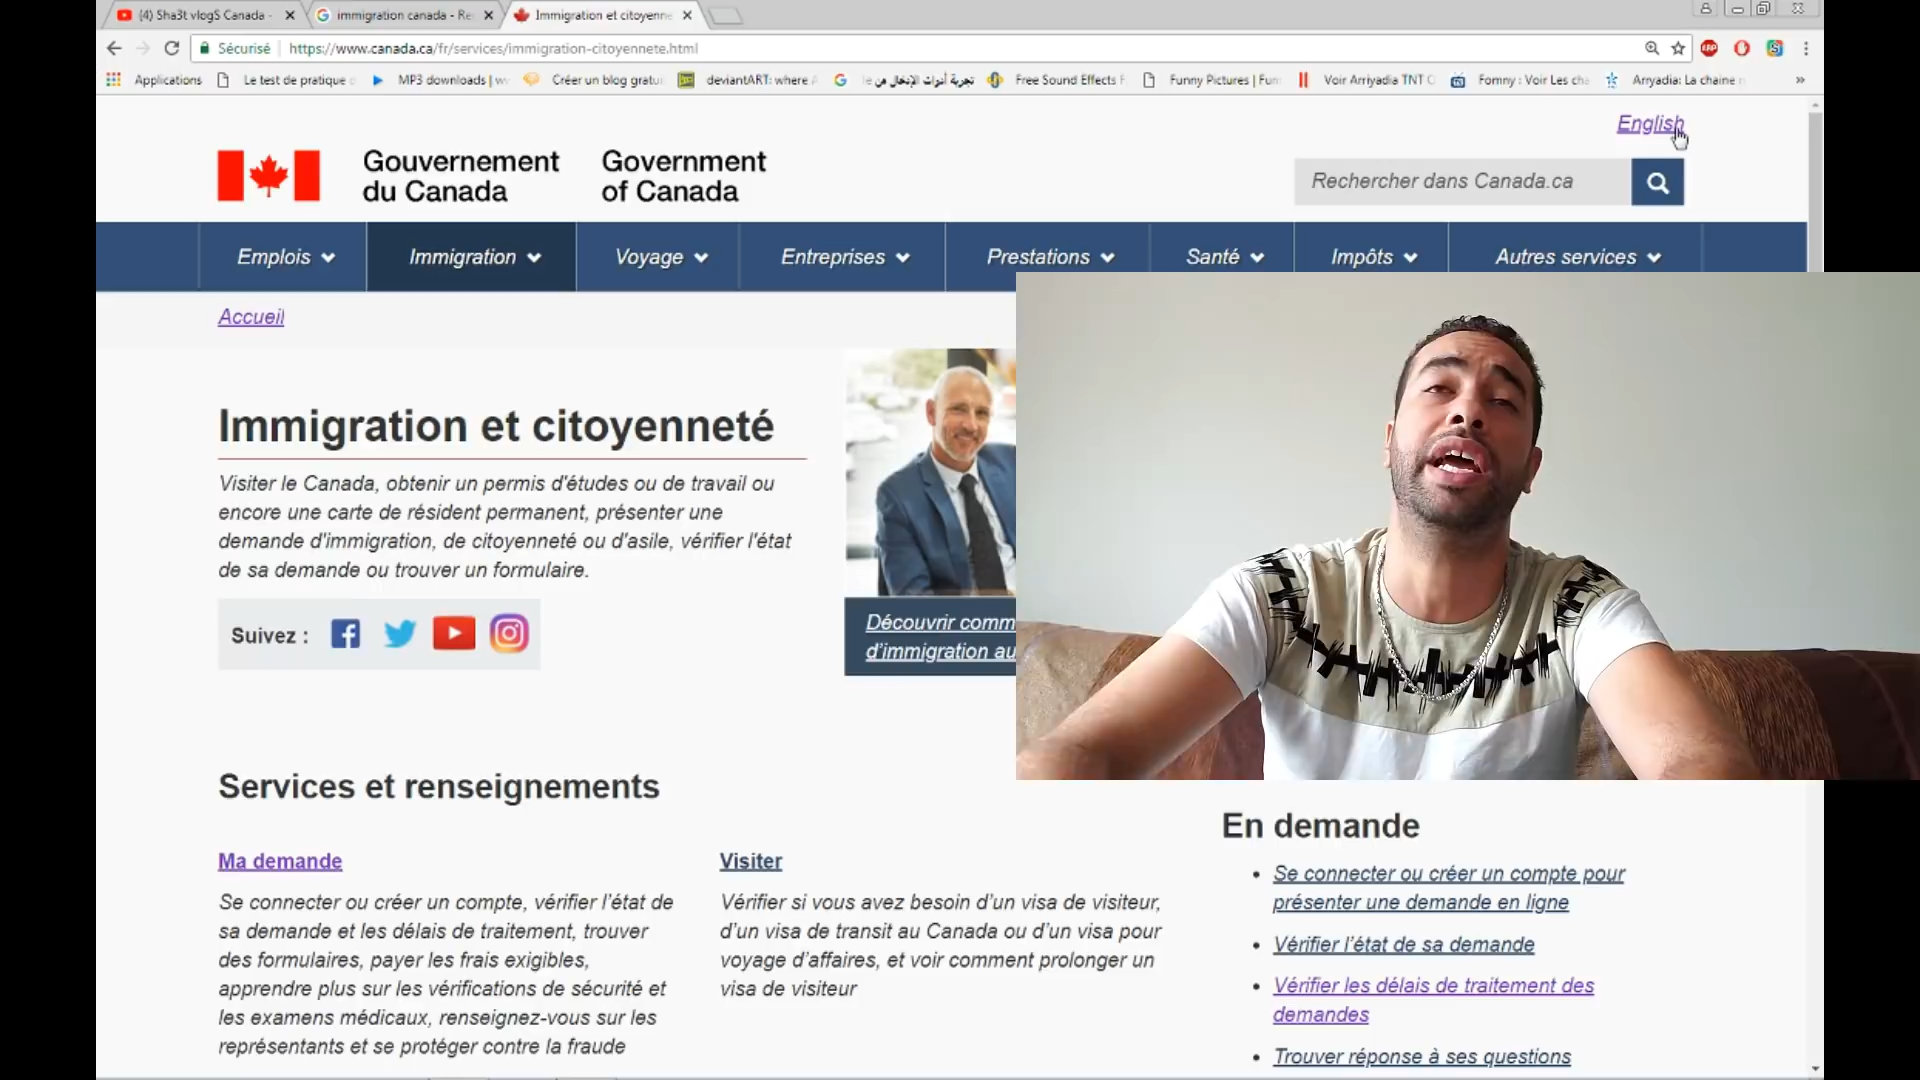 (4) Sha3t vlogS Canada -
immigration canada - Re
Immigration et citoyenne
Sécurisé https://www.canada.ca/fr/services/immigration-citoyennete.html
Applications Le test de pratique MP3 downloads | w Créer un blog gratui deviantART: where تجربة أدوات الإدخال من Free Sound Effects F Funny Pictures | Fun Voir Arriyadia TNT Fomny : Voir Les cha Arryadia: La chaine »
English
Gouvernement
du Canada
Government
of Canada
Rechercher dans Canada.ca
Emplois Immigration Voyage Entreprises Prestations Santé Impôts Autres services
Accueil
Immigration et citoyenneté
Visiter le Canada, obtenir un permis d'études ou de travail ou
encore une carte de résident permanent, présenter une
demande d'immigration, de citoyenneté ou d'asile, vérifier l'état
de sa demande ou trouver un formulaire.
Suivez :
Découvrir comm
d'immigration au
Services et renseignements
Ma demande
Se connecter ou créer un compte, vérifier l'état de
sa demande et les délais de traitement, trouver
des formulaires, payer les frais exigibles,
apprendre plus sur les vérifications de sécurité et
les examens médicaux, renseignez-vous sur les
représentants et se protéger contre la fraude
Visiter
Vérifier si vous avez besoin d'un visa de visiteur,
d'un visa de transit au Canada ou d'un visa pour
voyage d'affaires, et voir comment prolonger un
visa de visiteur
En demande
• Se connecter ou créer un compte pour
présenter une demande en ligne
• Vérifier l'état de sa demande
• Vérifier les délais de traitement des
demandes
• Trouver réponse à ses questions